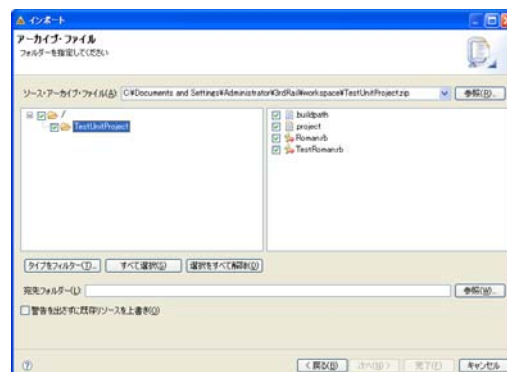 インポート
アーカイブ・ファイル
フォルダーを指定してください
ソース・アーカイブ・ファイル(A): C:¥Documents and Settings¥Administrator¥3rdRail¥workspace¥TestUnitProject.zip 参照(R)...
/
TestUnitProject
.buildpath
.project
Roman.rb
TestRoman.rb
タイプをフィルター(T)... すべて選択(S) 選択をすべて解除(D)
宛先フォルダー(L): 参照(W)...
警告を出さずに既存リソースを上書き(O)
< 戻る(B) 次へ(N) > 完了(F) キャンセル